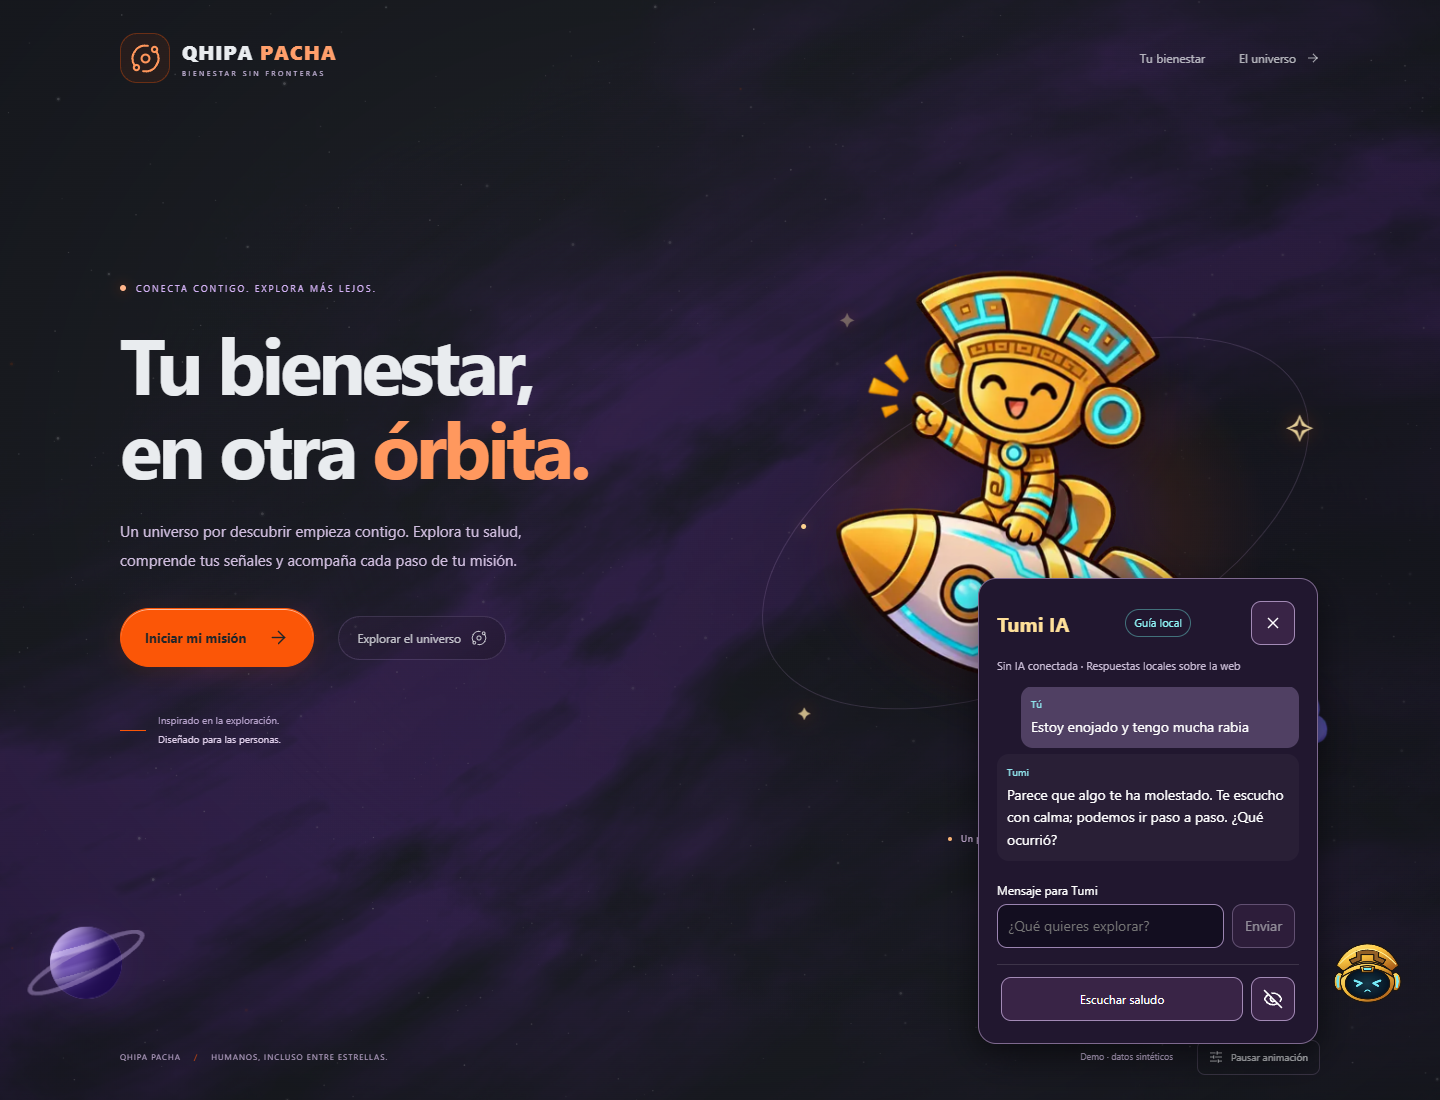 QHIPA PACHA
BIENESTAR SIN FRONTERAS
Tu bienestar
El universo
CONECTA CONTIGO. EXPLORA MÁS LEJOS.
Tu bienestar,
en otra órbita.
Un universo por descubrir empieza contigo. Explora tu salud,
comprende tus señales y acompaña cada paso de tu misión.
Iniciar mi misión
Explorar el universo
Inspirado en la exploración.
Diseñado para las personas.
Un
Tumi IA
Guía local
Sin IA conectada · Respuestas locales sobre la web
Tú
Estoy enojado y tengo mucha rabia
Tumi
Parece que algo te ha molestado. Te escucho
con calma; podemos ir paso a paso. ¿Qué
ocurrió?
Mensaje para Tumi
¿Qué quieres explorar?
Enviar
Escuchar saludo
QHIPA PACHA / HUMANOS, INCLUSO ENTRE ESTRELLAS.
Demo · datos sintéticos
Pausar animación